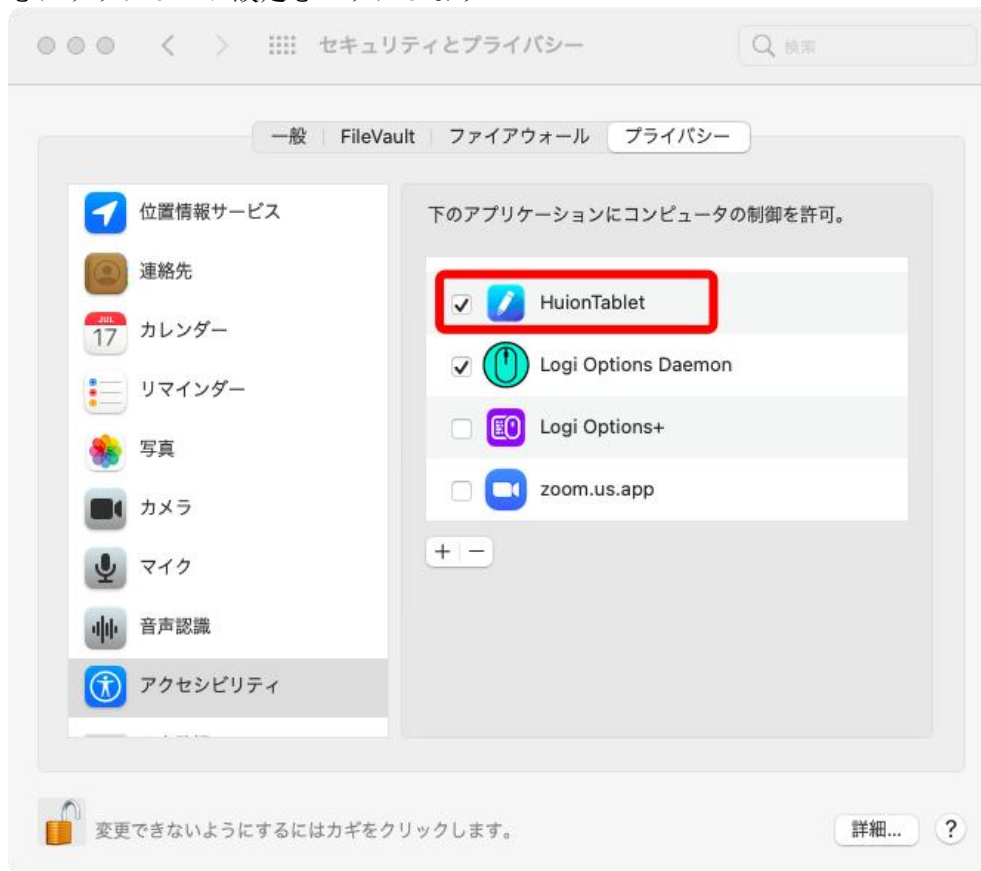 セキュリティとプライバシー
検索
一般
FileVault
ファイアウォール
プライバシー
位置情報サービス
連絡先
JUL
17
カレンダー
リマインダー
写真
カメラ
マイク
音声認識
アクセシビリティ
下のアプリケーションにコンピュータの制御を許可。
HuionTablet
Logi Options Daemon
Logi Options+
zoom.us.app
+ −
変更できないようにするにはカギをクリックします。
詳細...
?